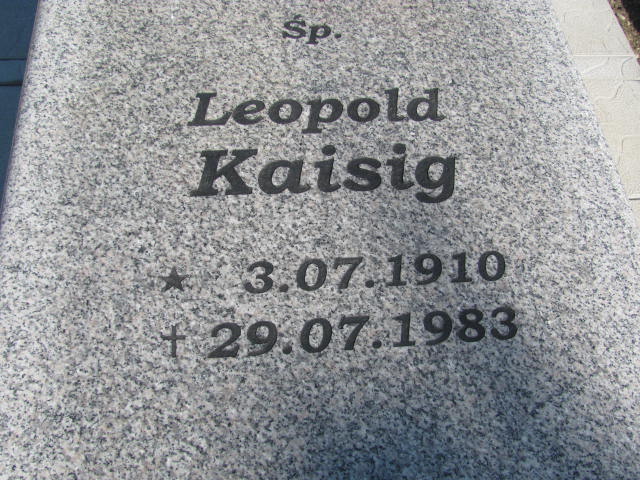 Śp.
Leopold
Kaisig
★ 3.07.1910
† 29.07.1983